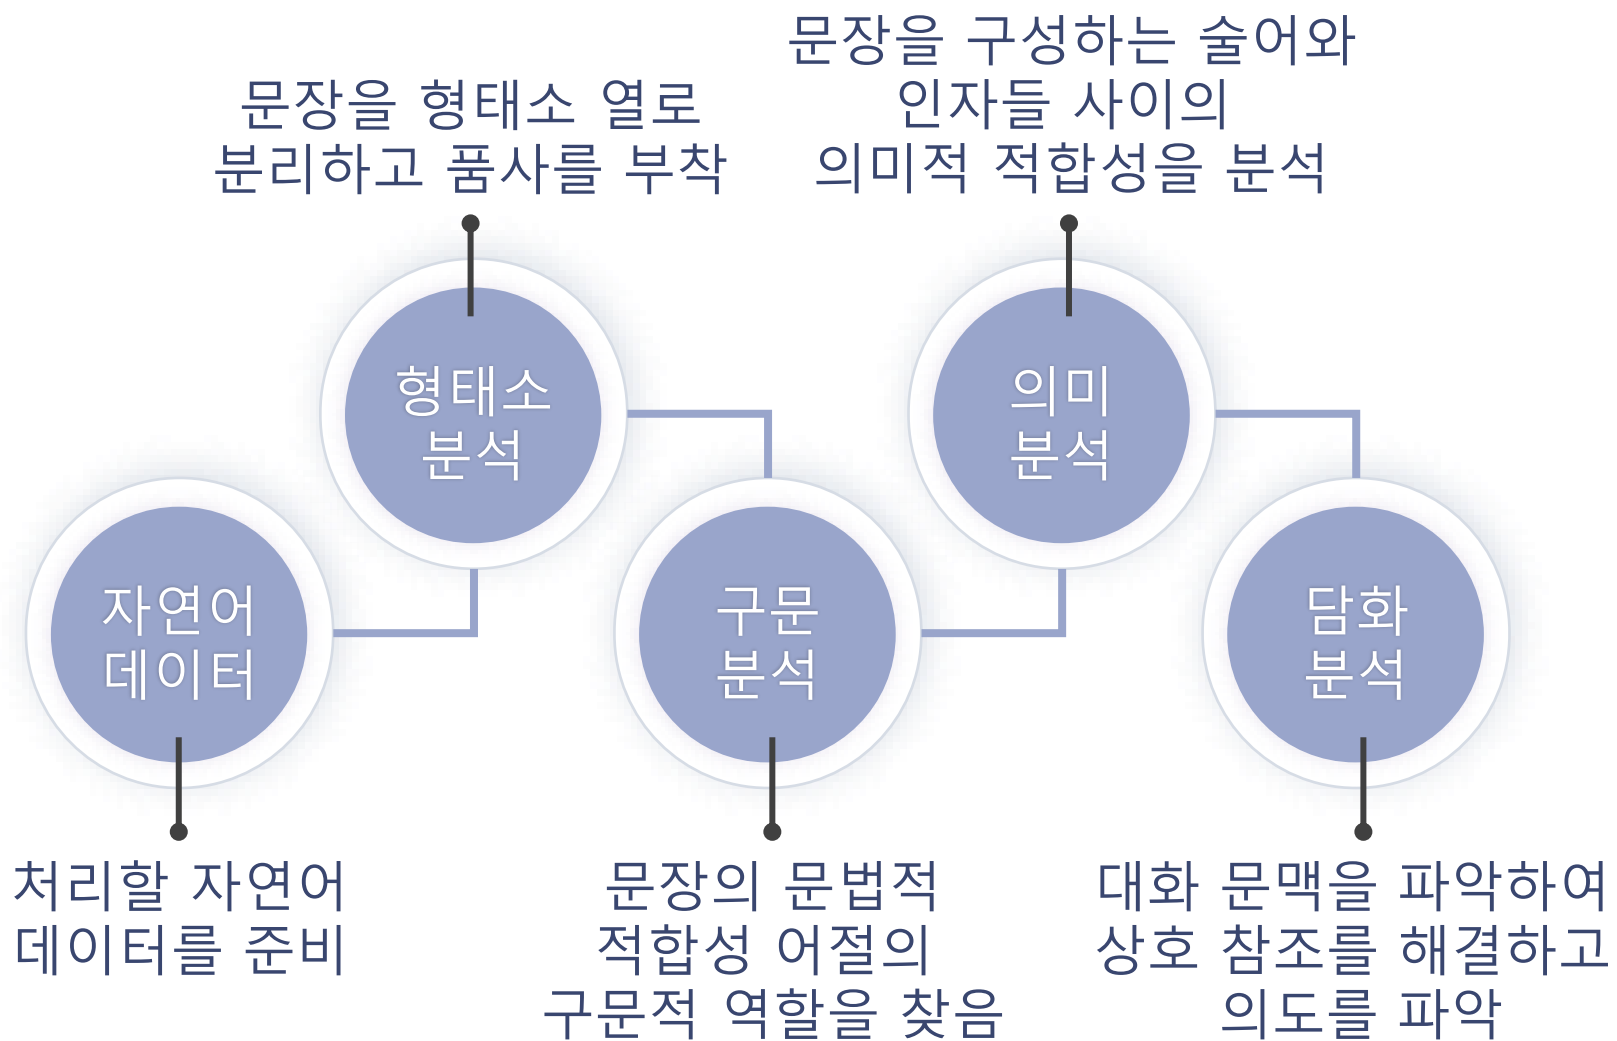 문장을 형태소 열로
분리하고 품사를 부착
문장을 구성하는 술어와
인자들 사이의
의미적 적합성을 분석
형태소
분석
의미
분석
자연어
데이터
구문
분석
담화
분석
처리할 자연어
데이터를 준비
문장의 문법적
적합성 어절의
구문적 역할을 찾음
대화 문맥을 파악하여
상호 참조를 해결하고
의도를 파악